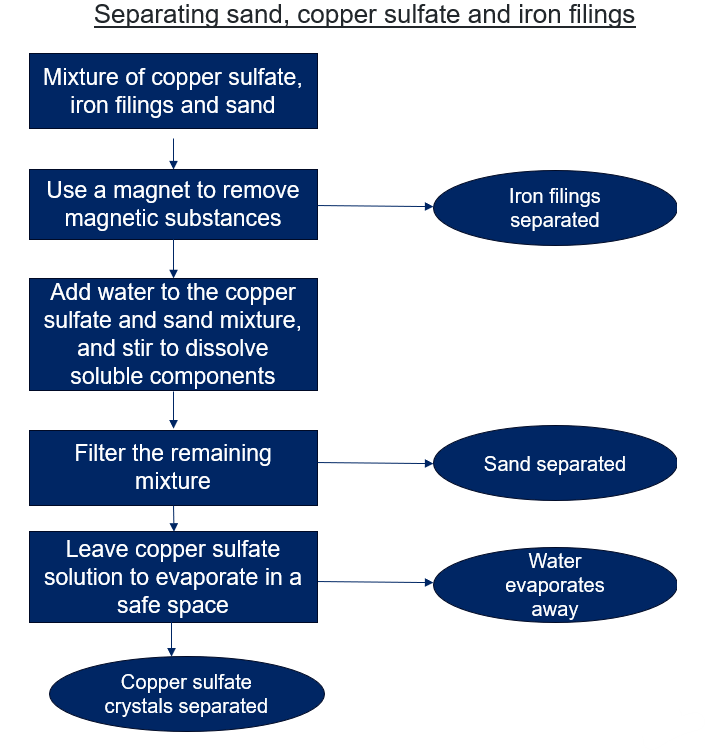 Separating sand, copper sulfate and iron filings
Mixture of copper sulfate,
iron filings and sand
Use a magnet to remove
magnetic substances
Iron filings
separated
Add water to the copper
sulfate and sand mixture,
and stir to dissolve
soluble components
Filter the remaining
mixture
Sand separated
Leave copper sulfate
solution to evaporate in a
safe space
Water
evaporates
away
Copper sulfate
crystals separated